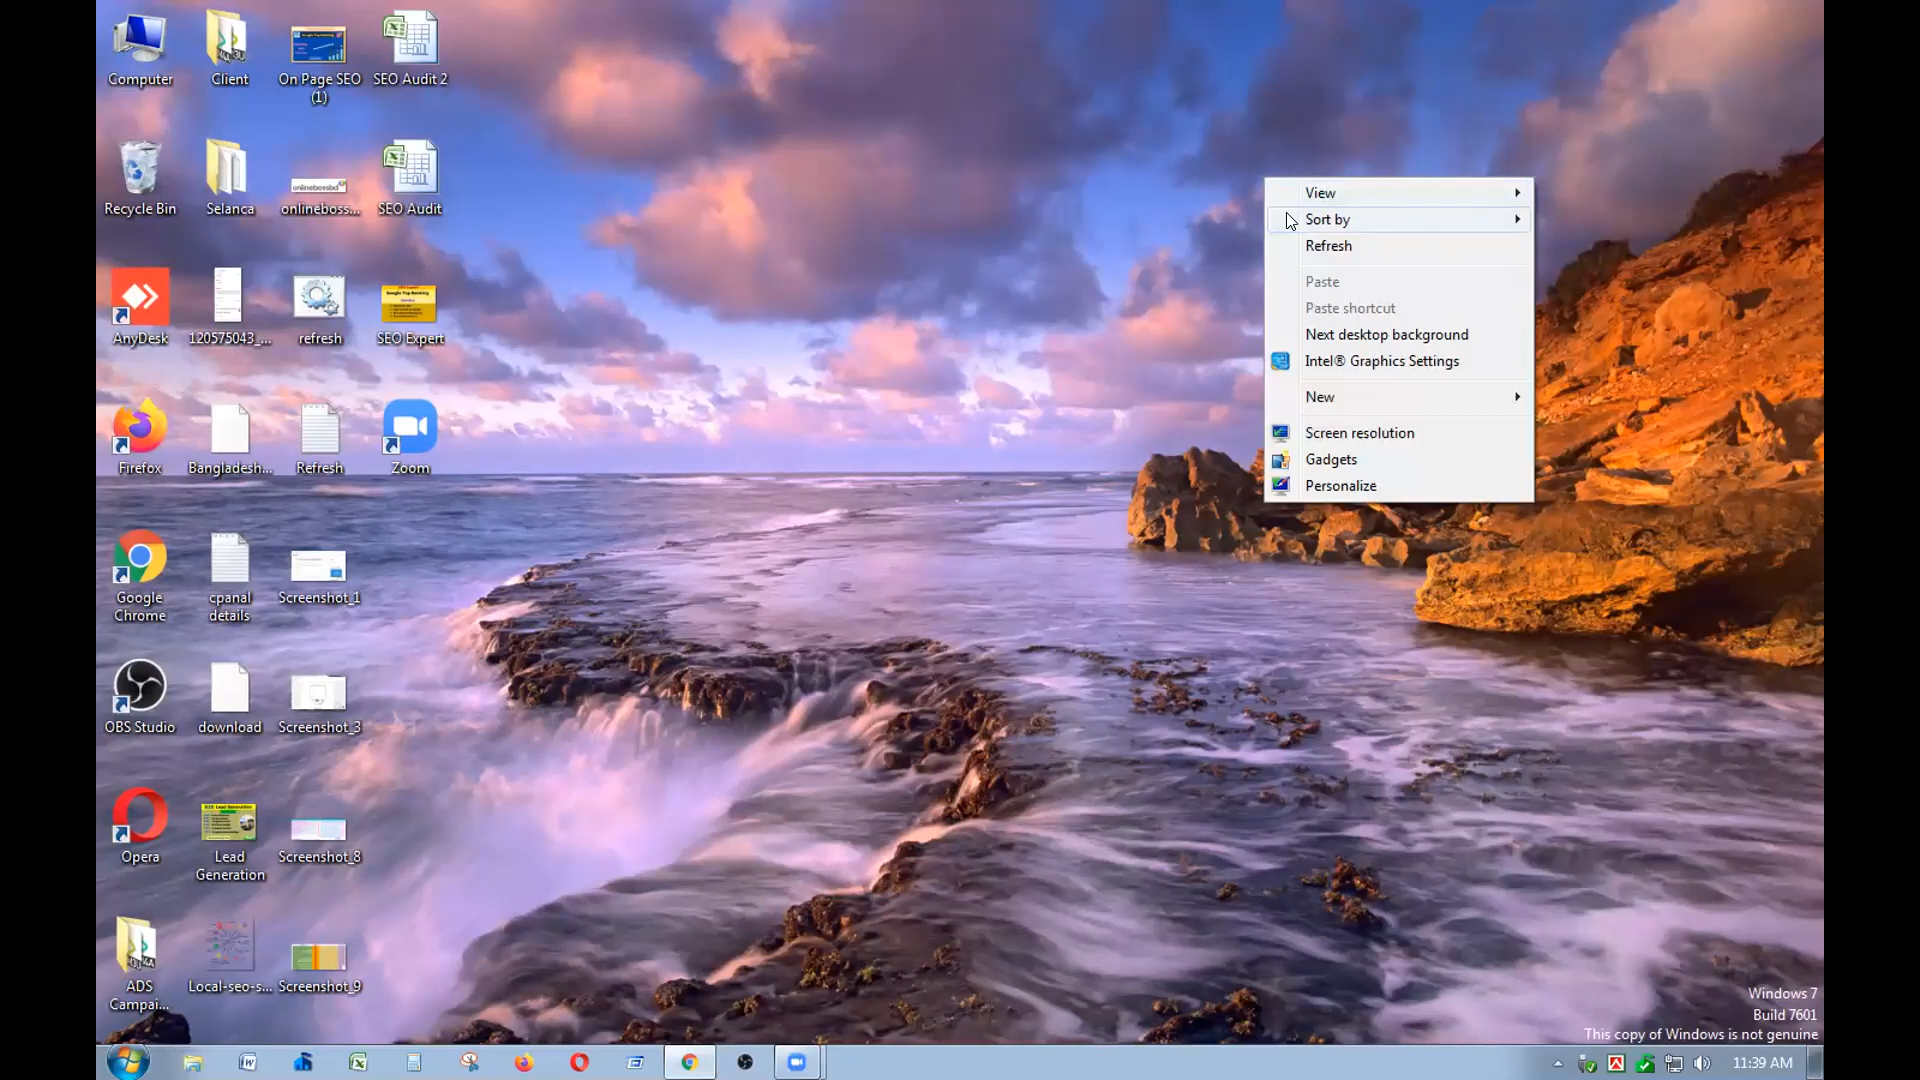 Computer
Client
On Page SEO
(1)
SEO Audit 2
Recycle Bin
Selanca
onlineboss...
SEO Audit
AnyDesk
120575043_...
refresh
SEO Expert
Firefox
Bangladesh...
Refresh
Zoom
Google
Chrome
cpanal
details
Screenshot_1
OBS Studio
download
Screenshot_3
Opera
Lead
Generation
Screenshot_8
ADS
Campai...
Local-seo-s...
Screenshot_9
View
Sort by
Refresh
Paste
Paste shortcut
Next desktop background
Intel® Graphics Settings
New
Screen resolution
Gadgets
Personalize
Windows 7
Build 7601
This copy of Windows is not genuine
11:39 AM